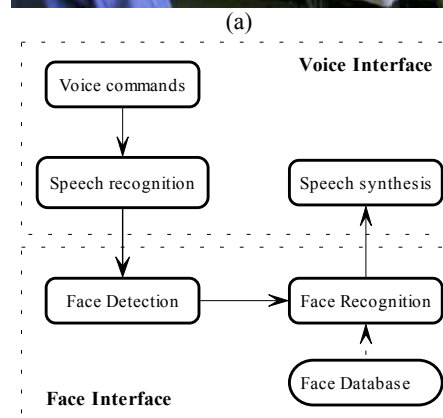 (a)
Voice Interface
Voice commands
Speech recognition
Speech synthesis
Face Detection
Face Recognition
Face Database
Face Interface